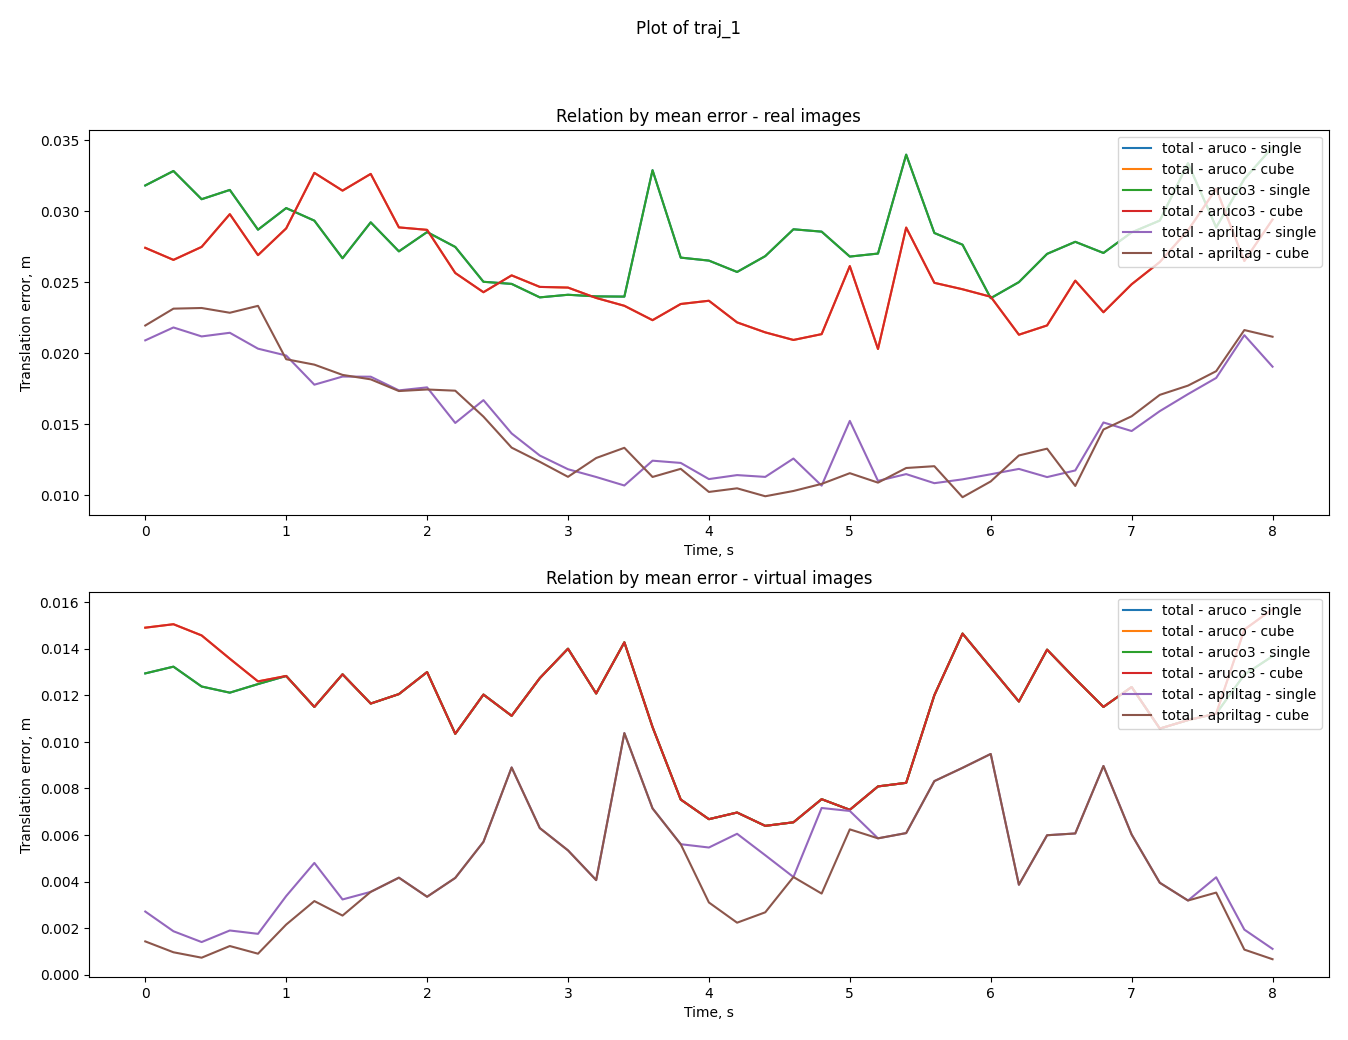 Plot of traj_1
Relation by mean error - real images
Translation error, m
0.035
0.030
0.025
0.020
0.015
0.010
total - aruco - single
total - aruco - cube
total - aruco3 - single
total - aruco3 - cube
total - apriltag - single
total - apriltag - cube
0 1 2 3 4 5 6 7 8
Time, s
Relation by mean error - virtual images
Translation error, m
0.016
0.014
0.012
0.010
0.008
0.006
0.004
0.002
0.000
total - aruco - single
total - aruco - cube
total - aruco3 - single
total - aruco3 - cube
total - apriltag - single
total - apriltag - cube
0 1 2 3 4 5 6 7 8
Time, s